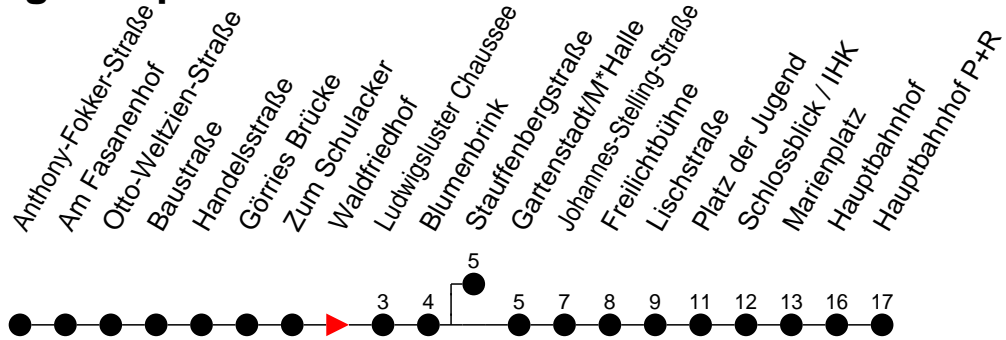 Anthony-Fokker-Straße
Am Fasanenhof
Otto-Weltzien-Straße
Baustraße
Handelsstraße
Görries Brücke
Zum Schulacker
Waldfriedhof
Ludwigsluster Chaussee
Blumenbrink
Stauffenbergstraße
Gartenstadt/M*Halle
Johannes-Stelling-Straße
Freilichtbühne
Lischstraße
Platz der Jugend
Schlossblick / IHK
Marienplatz
Hauptbahnhof
Hauptbahnhof P+R
5
3 4 5 7 8 9 11 12 13 16 17